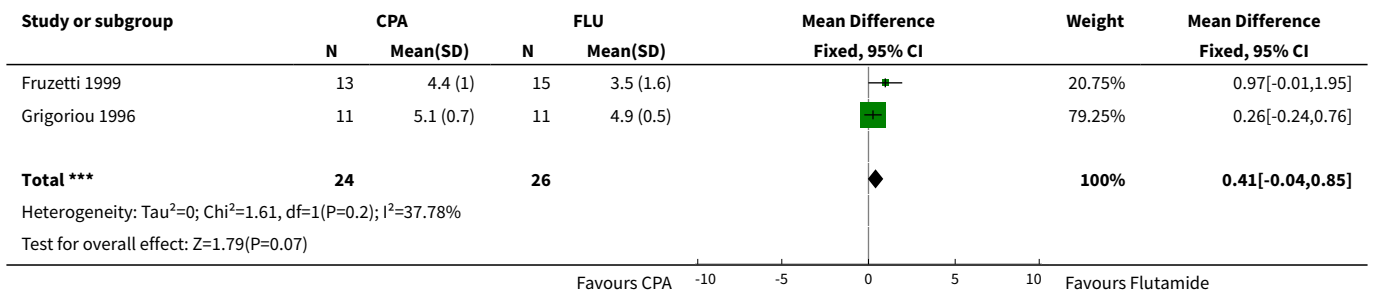 Study or subgroup CPA FLU Mean Difference Weight Mean Difference
N Mean(SD) N Mean(SD) Fixed, 95% CI Fixed, 95% CI
Fruzetti 1999 13 4.4 (1) 15 3.5 (1.6) 20.75% 0.97[-0.01,1.95]
Grigoriou 1996 11 5.1 (0.7) 11 4.9 (0.5) 79.25% 0.26[-0.24,0.76]
Total *** 24 26 100% 0.41[-0.04,0.85]
Heterogeneity: Tau²=0; Chi²=1.61, df=1(P=0.2); I²=37.78%
Test for overall effect: Z=1.79(P=0.07)
Favours CPA -10 -5 0 5 10 Favours Flutamide